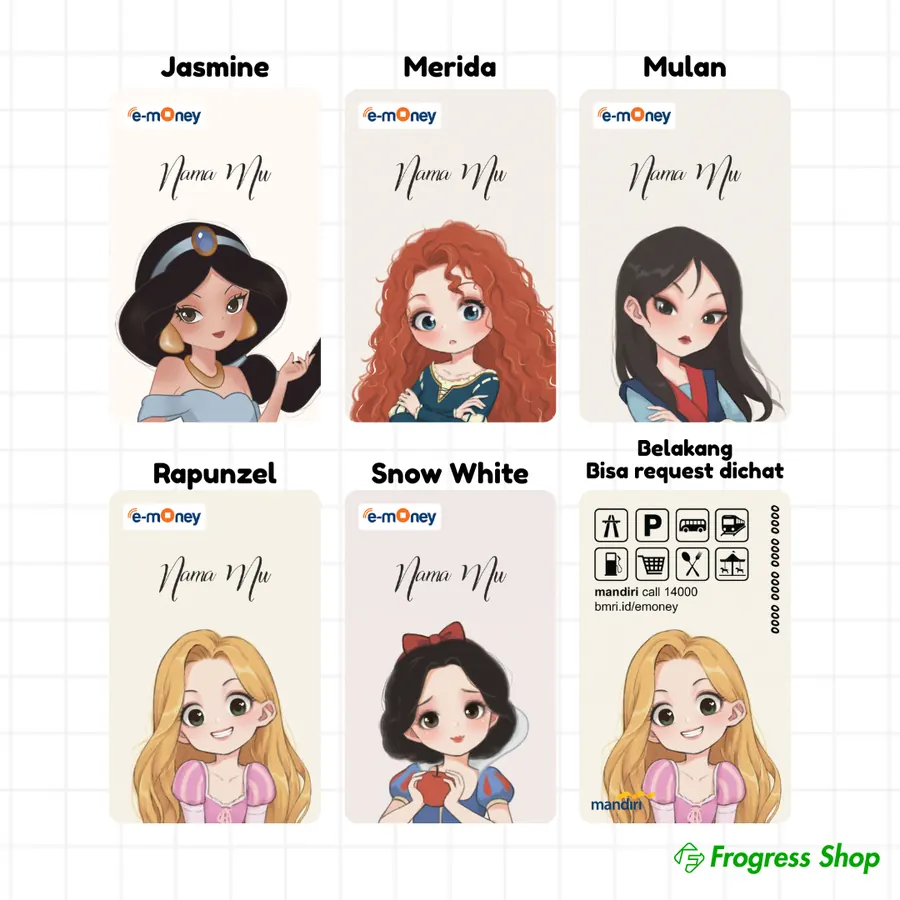 Jasmine
Merida
Mulan
e-money
e-money
e-money
Nama Mu
Nama Mu
Nama Mu
Rapunzel
Snow White
Belakang
Bisa request dichat
e-money
e-money
Nama Mu
Nama Mu
P
0000 0000 0000 0000
mandiri call 14000
bmri.id/emoney
mandiri
Frogress Shop